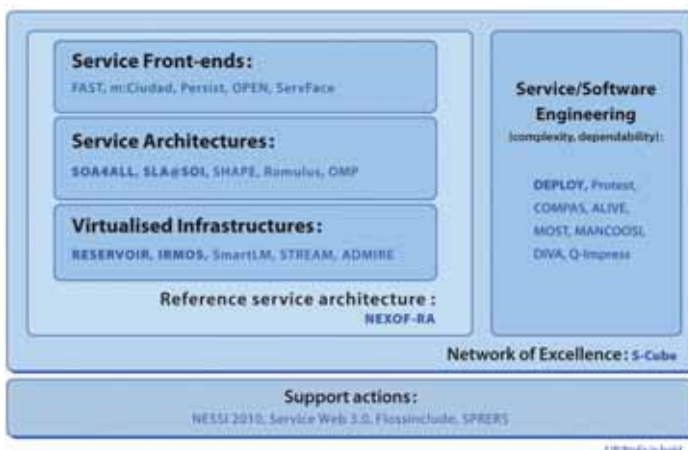 Service Front-ends:
FAST, m:Ciudad, Persist, OPEN, ServFace
Service Architectures:
SOA4ALL, SLA@SOI, SHAPE, Romulus, OMP
Virtualised Infrastructures:
RESERVOIR, IRMOS, SmartLM, STREAM, ADMIRE
Reference service architecture :
NEXOF-RA
Service/Software
Engineering
(complexity, dependability):
DEPLOY, Protest,
COMPAS, ALIVE,
MOST, MANCOOSI,
DIVA, Q-Impress
Network of Excellence: S-Cube
Support actions:
NESSI 2010, Service Web 3.0, Flossinclude, SPRERS